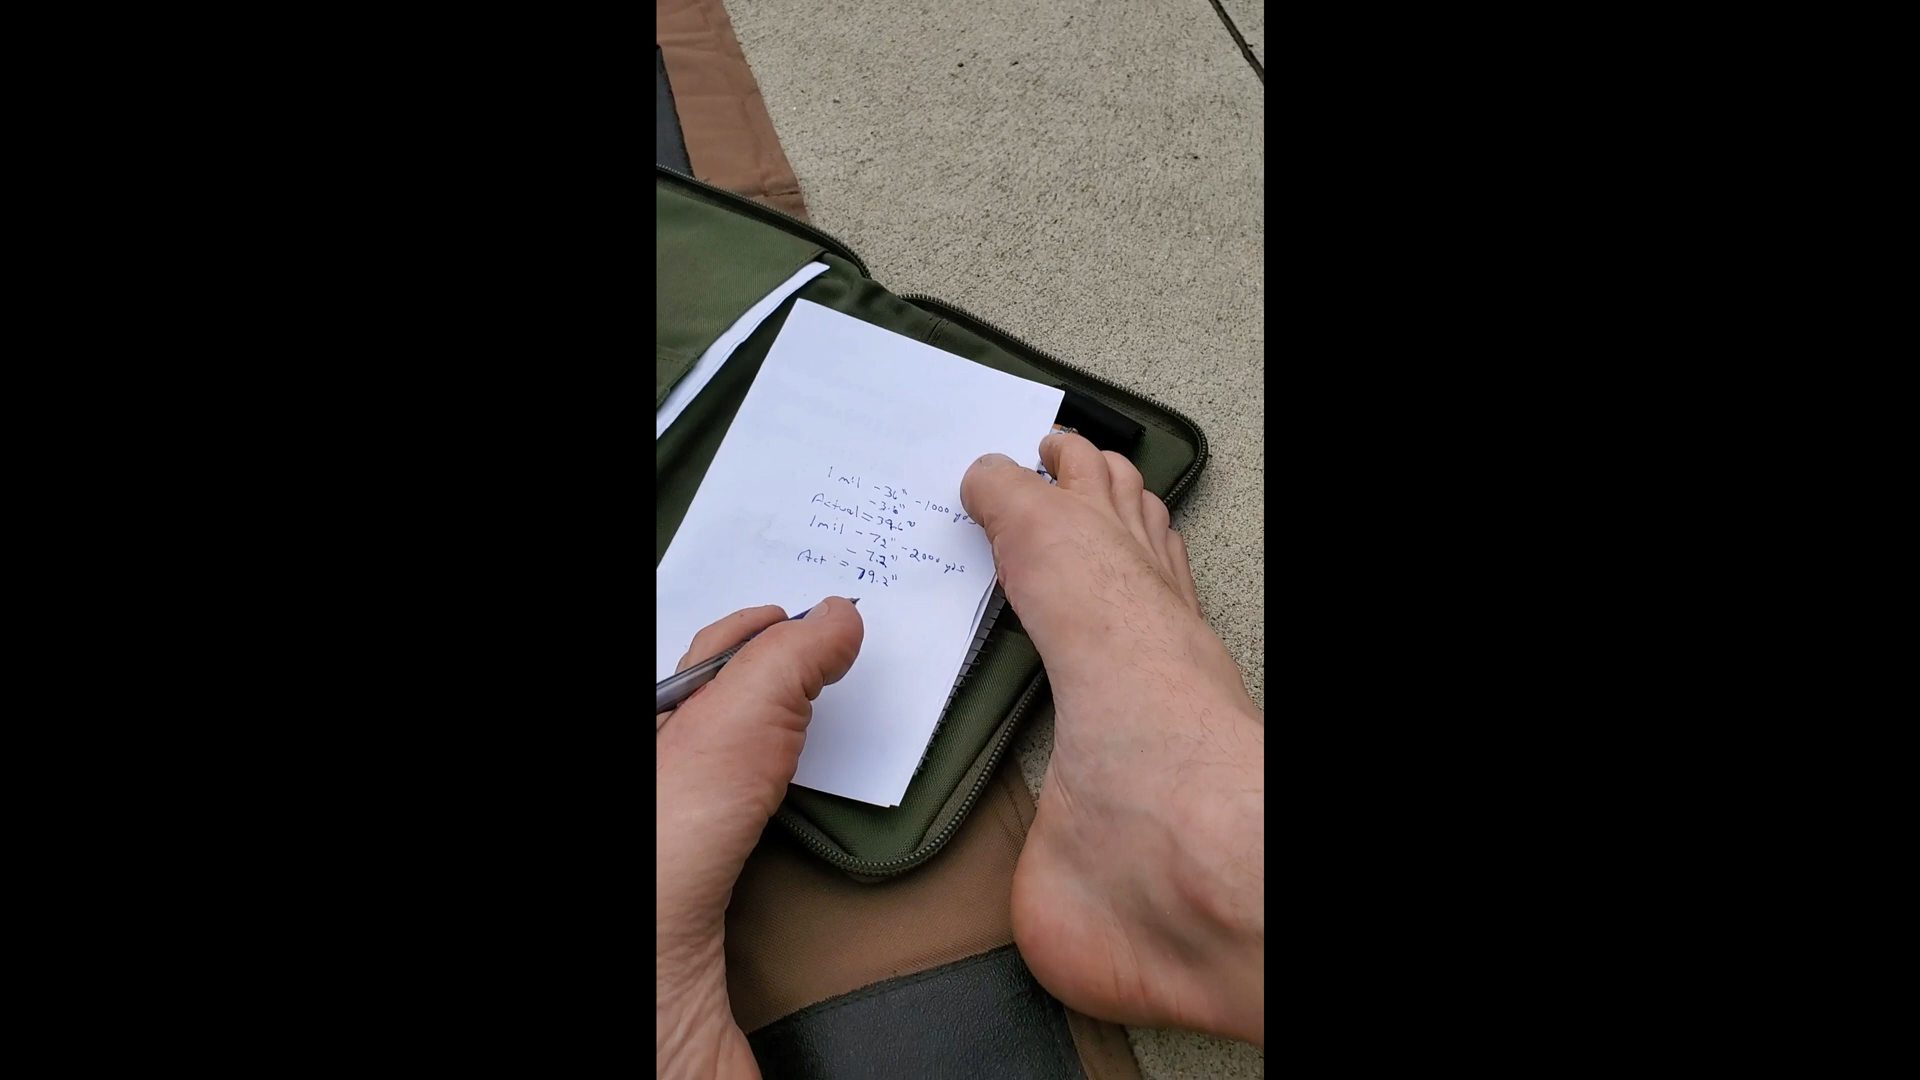 1 mil - 36" - 1000 yds
- 3.6"
Actual = 39.6"
1 mil - 72" - 2000 yds
- 7.2"
Act = 79.2"